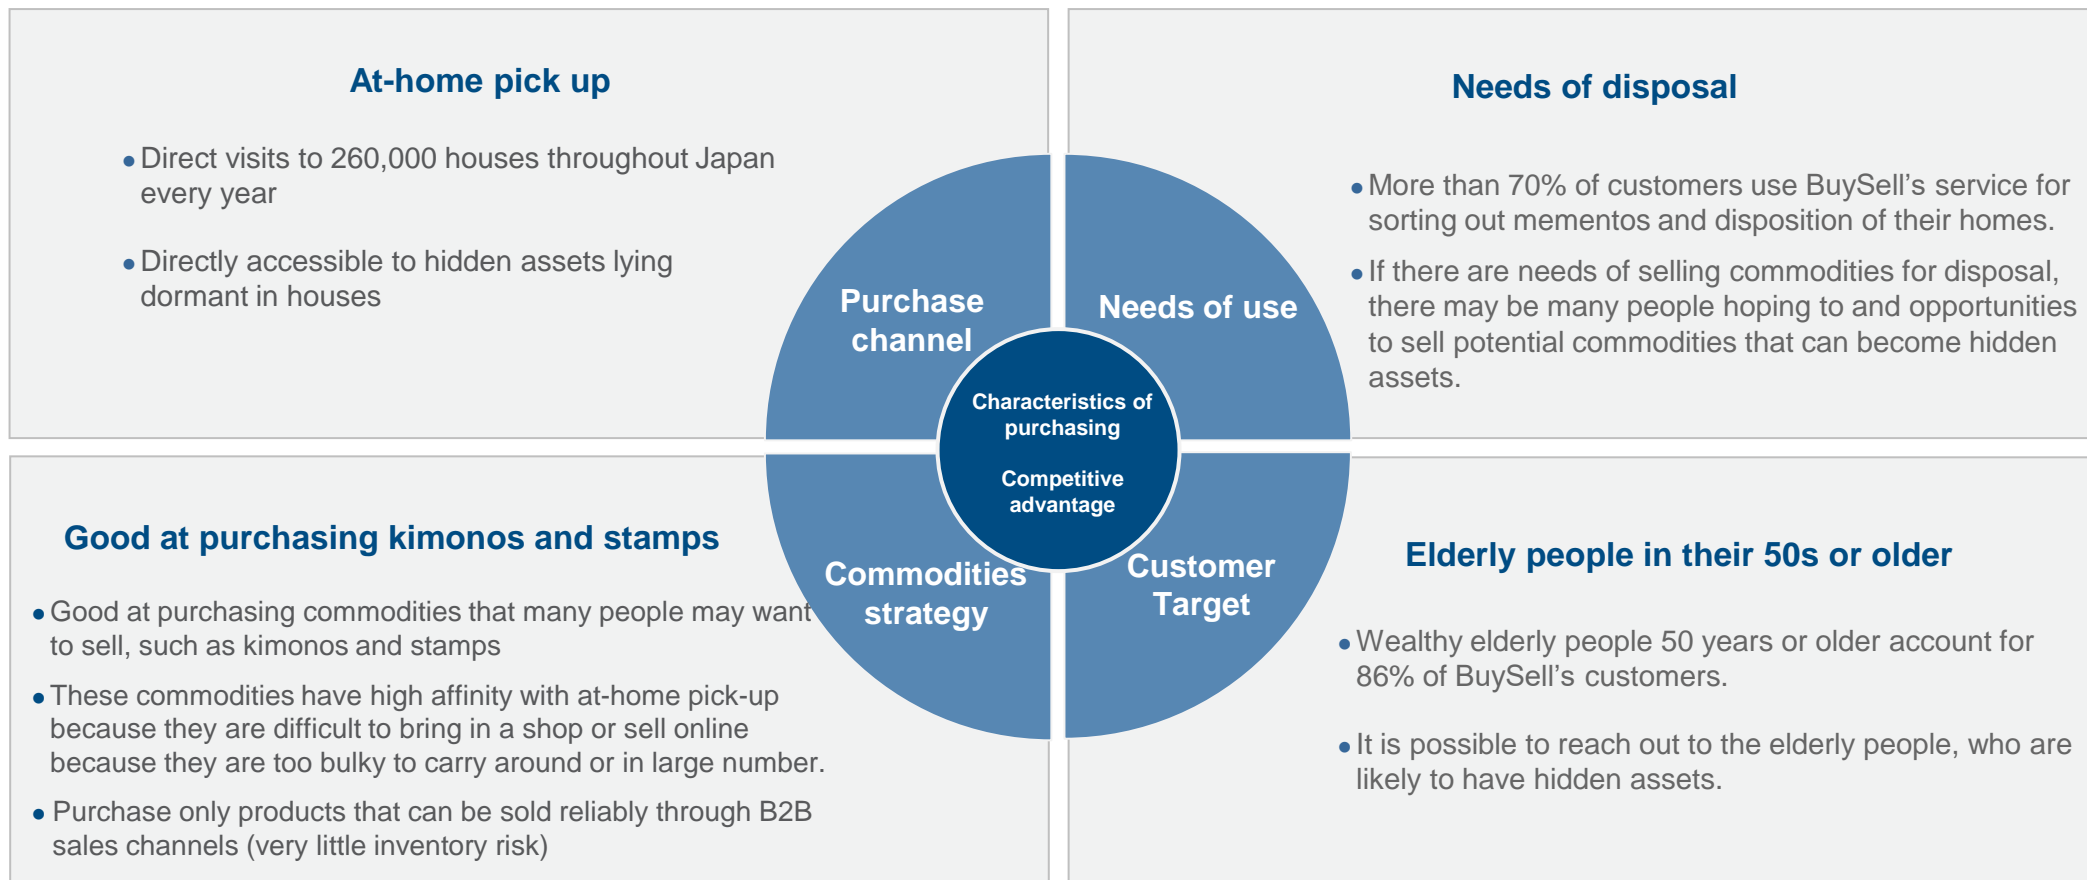 At-home pick up
• Direct visits to 260,000 houses throughout Japan
every year
• Directly accessible to hidden assets lying
dormant in houses
Needs of disposal
• More than 70% of customers use BuySell’s service for
sorting out mementos and disposition of their homes.
• If there are needs of selling commodities for disposal,
there may be many people hoping to and opportunities
to sell potential commodities that can become hidden
assets.
Purchase
channel
Needs of use
Characteristics of
purchasing
Competitive
advantage
Commodities
strategy
Customer
Target
Good at purchasing kimonos and stamps
• Good at purchasing commodities that many people may want
to sell, such as kimonos and stamps
• These commodities have high affinity with at-home pick-up
because they are difficult to bring in a shop or sell online
because they are too bulky to carry around or in large number.
• Purchase only products that can be sold reliably through B2B
sales channels (very little inventory risk)
Elderly people in their 50s or older
• Wealthy elderly people 50 years or older account for
86% of BuySell’s customers.
• It is possible to reach out to the elderly people, who are
likely to have hidden assets.